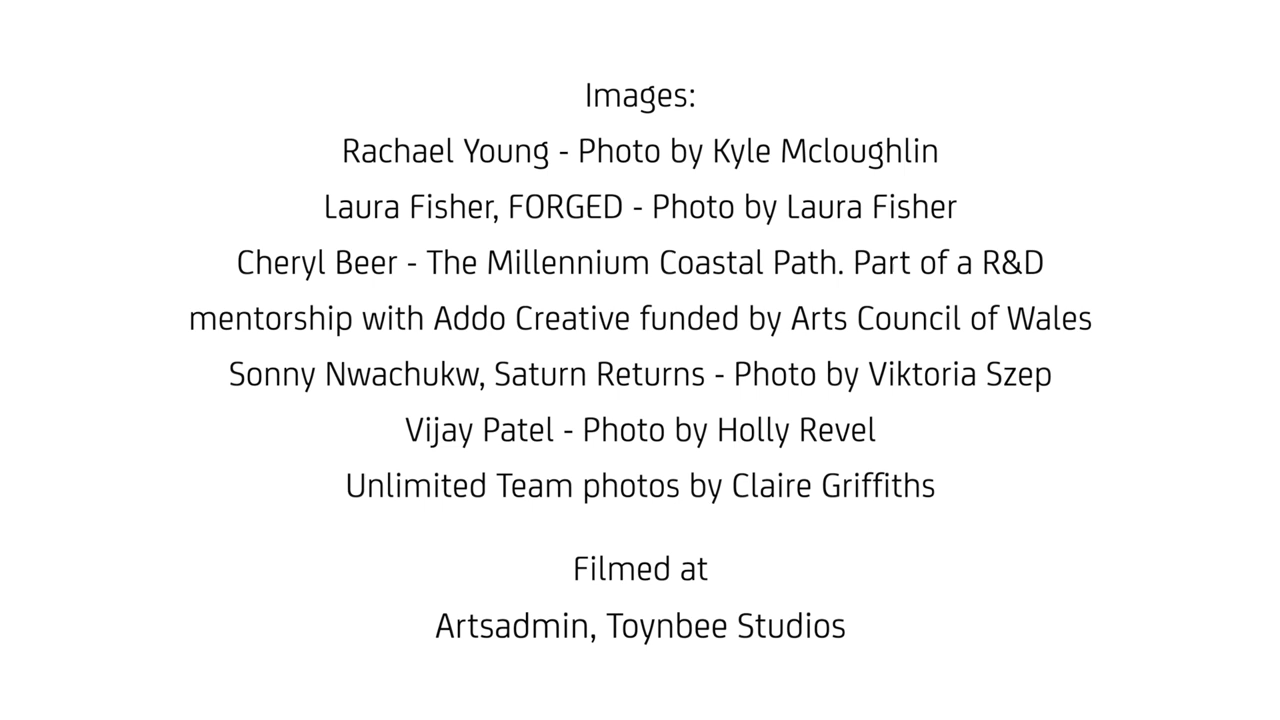 Images:
Rachael Young - Photo by Kyle Mcloughlin
Laura Fisher, FORGED - Photo by Laura Fisher
Cheryl Beer - The Millennium Coastal Path. Part of a R&D
mentorship with Addo Creative funded by Arts Council of Wales
Sonny Nwachukw, Saturn Returns - Photo by Viktoria Szep
Vijay Patel - Photo by Holly Revel
Unlimited Team photos by Claire Griffiths
Filmed at
Artsadmin, Toynbee Studios